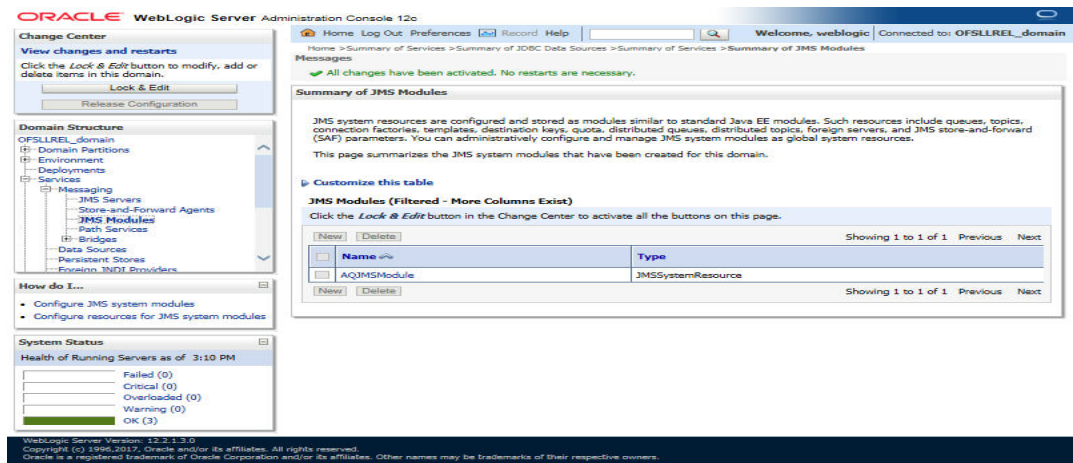 ORACLE WebLogic Server Administration Console 12c
Change Center
View changes and restarts
Click the Lock & Edit button to modify, add or
delete items in this domain.
Lock & Edit
Release Configuration
Domain Structure
OFSLLREL_domain
Domain Partitions
Environment
Deployments
Services
Messaging
JMS Servers
Store-and-Forward Agents
JMS Modules
Path Services
Bridges
Data Sources
Persistent Stores
Foreign JNDI Providers
How do I...
Configure JMS system modules
Configure resources for JMS system modules
System Status
Health of Running Servers as of 3:10 PM
Failed (0)
Critical (0)
Overloaded (0)
Warning (0)
OK (3)
Home Log Out Preferences Record Help
Welcome, weblogic Connected to: OFSLLREL_domain
Home >Summary of Services >Summary of JDBC Data Sources >Summary of Services >Summary of JMS Modules
Messages
All changes have been activated. No restarts are necessary.
Summary of JMS Modules
JMS system resources are configured and stored as modules similar to standard Java EE modules. Such resources include queues, topics,
connection factories, templates, destination keys, quota, distributed queues, distributed topics, foreign servers, and JMS store-and-forward
(SAF) parameters. You can administratively configure and manage JMS system modules as global system resources.
This page summarizes the JMS system modules that have been created for this domain.
Customize this table
JMS Modules (Filtered - More Columns Exist)
Click the Lock & Edit button in the Change Center to activate all the buttons on this page.
New Delete Showing 1 to 1 of 1 Previous Next
Name Type
AQJMSModule JMSSystemResource
New Delete Showing 1 to 1 of 1 Previous Next
WebLogic Server Version: 12.2.1.3.0
Copyright (c) 1996,2017, Oracle and/or its affiliates. All rights reserved.
Oracle is a registered trademark of Oracle Corporation and/or its affiliates. Other names may be trademarks of their respective owners.